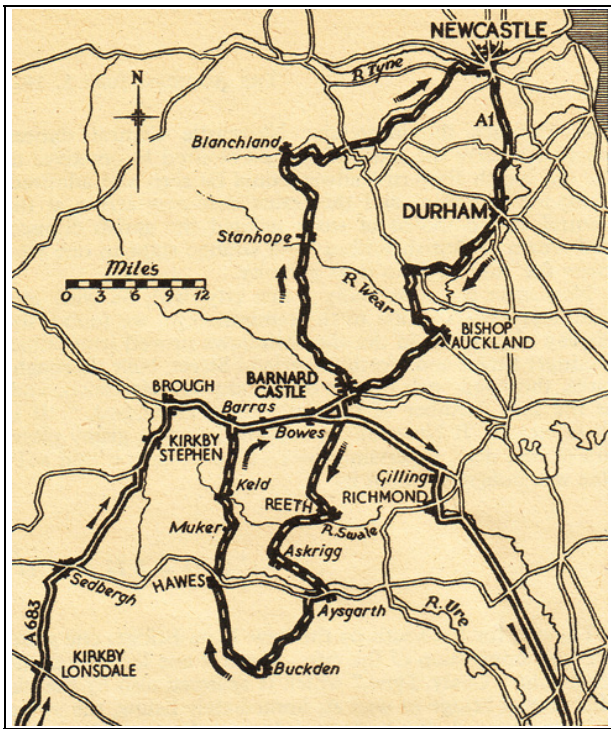 NEWCASTLE
R Tyne
N
A1
Blanchland
DURHAM
Stanhope
Miles
0 3 6 9 12
R Wear
BISHOP
AUCKLAND
BARNARD
CASTLE
BROUGH
Barras
Bowes
KIRKBY
STEPHEN
Keld
Gilling
RICHMOND
REETH
R. Swale
Muker
Askrigg
Sedbergh
HAWES
Aysgarth
R. Ure
A683
KIRKBY
LONSDALE
Buckden